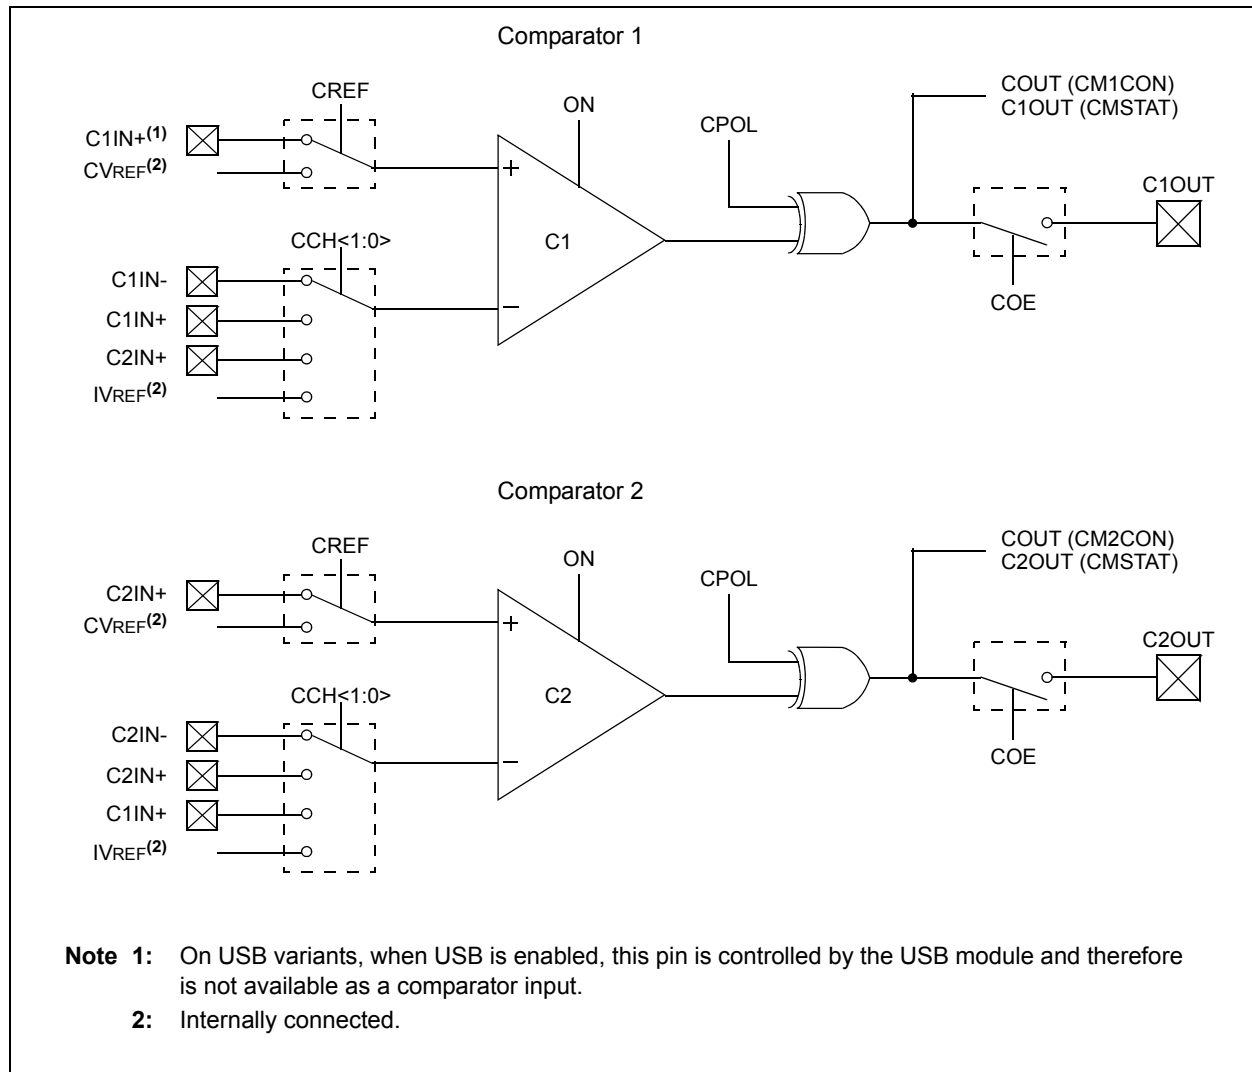 Comparator 1
CREF
ON
COUT (CM1CON)
C1OUT (CMSTAT)
CPOL
C1IN+(1)
CVREF(2)
C1OUT
+
CCH<1:0>
C1
C1IN-
C1IN+
C2IN+
IVREF(2)
−
COE
Comparator 2
CREF
ON
COUT (CM2CON)
C2OUT (CMSTAT)
CPOL
C2IN+
CVREF(2)
C2OUT
+
CCH<1:0>
C2
C2IN-
C2IN+
C1IN+
IVREF(2)
−
COE
Note 1: On USB variants, when USB is enabled, this pin is controlled by the USB module and therefore
is not available as a comparator input.
2: Internally connected.